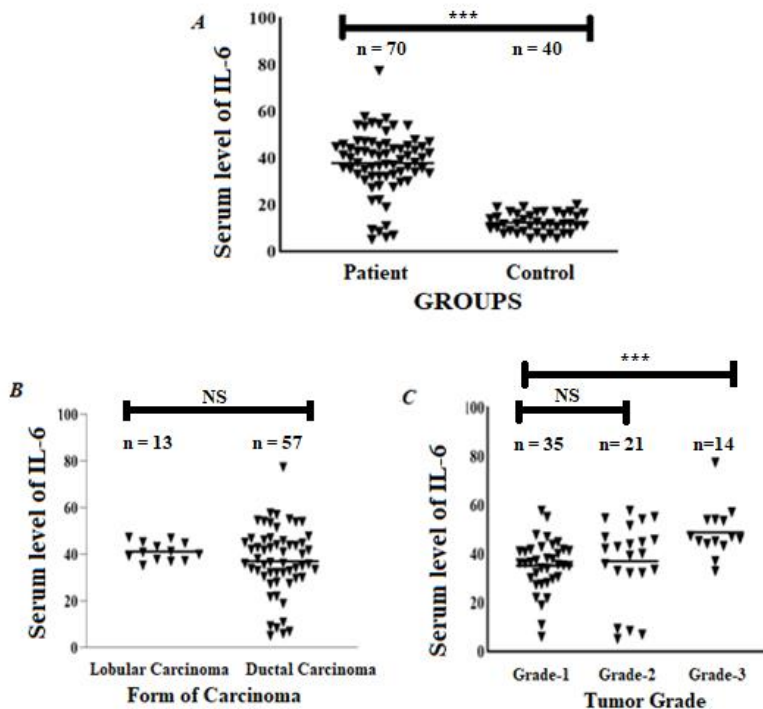 A
***
n = 70
n = 40
Serum level of IL-6
100
80
60
40
20
0
Patient
Control
GROUPS
B
NS
n = 13
n = 57
Serum level of IL-6
100
80
60
40
20
0
Lobular Carcinoma
Ductal Carcinoma
Form of Carcinoma
C
***
NS
n = 35
n = 21
n=14
Serum level of IL-6
100
80
60
40
20
0
Grade-1
Grade-2
Grade-3
Tumor Grade